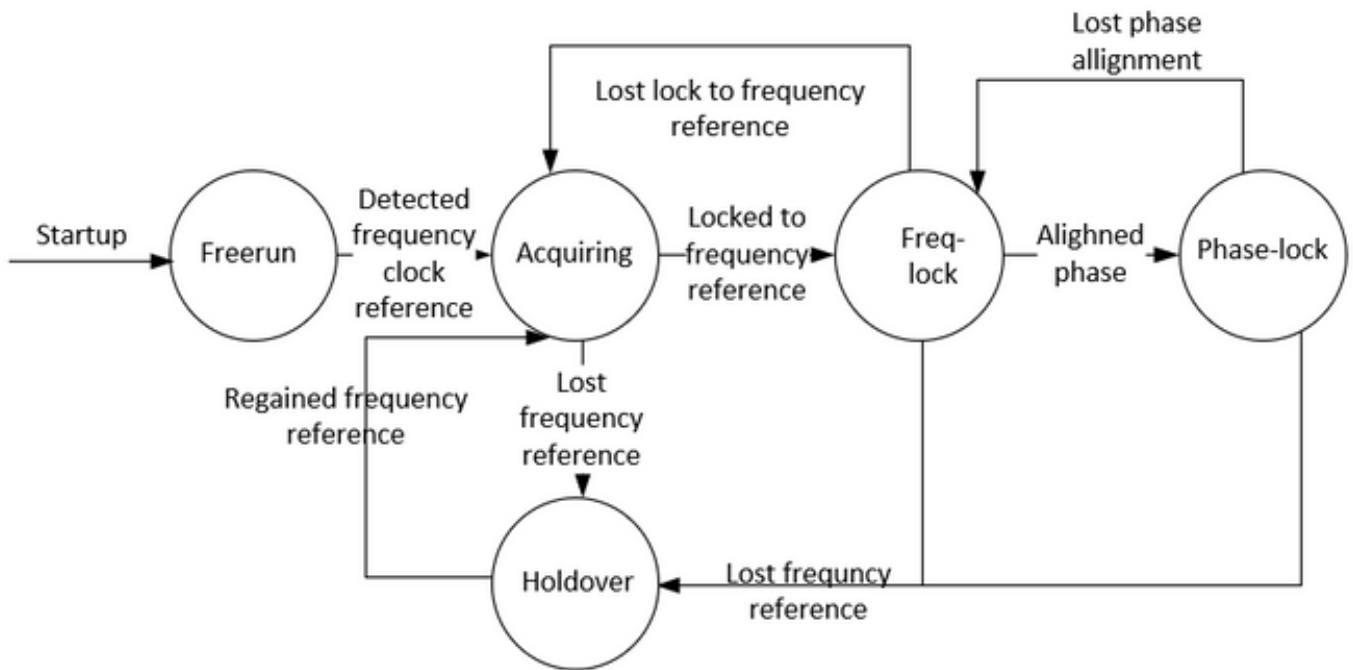 Lost phase
allignment
Lost lock to frequency
reference
Startup
Freerun
Detected
frequency
clock
reference
Acquiring
Locked to
frequency
reference
Freq-
lock
Alighned
phase
Phase-lock
Regained frequency
reference
Lost
frequency
reference
Holdover
Lost frequncy
reference